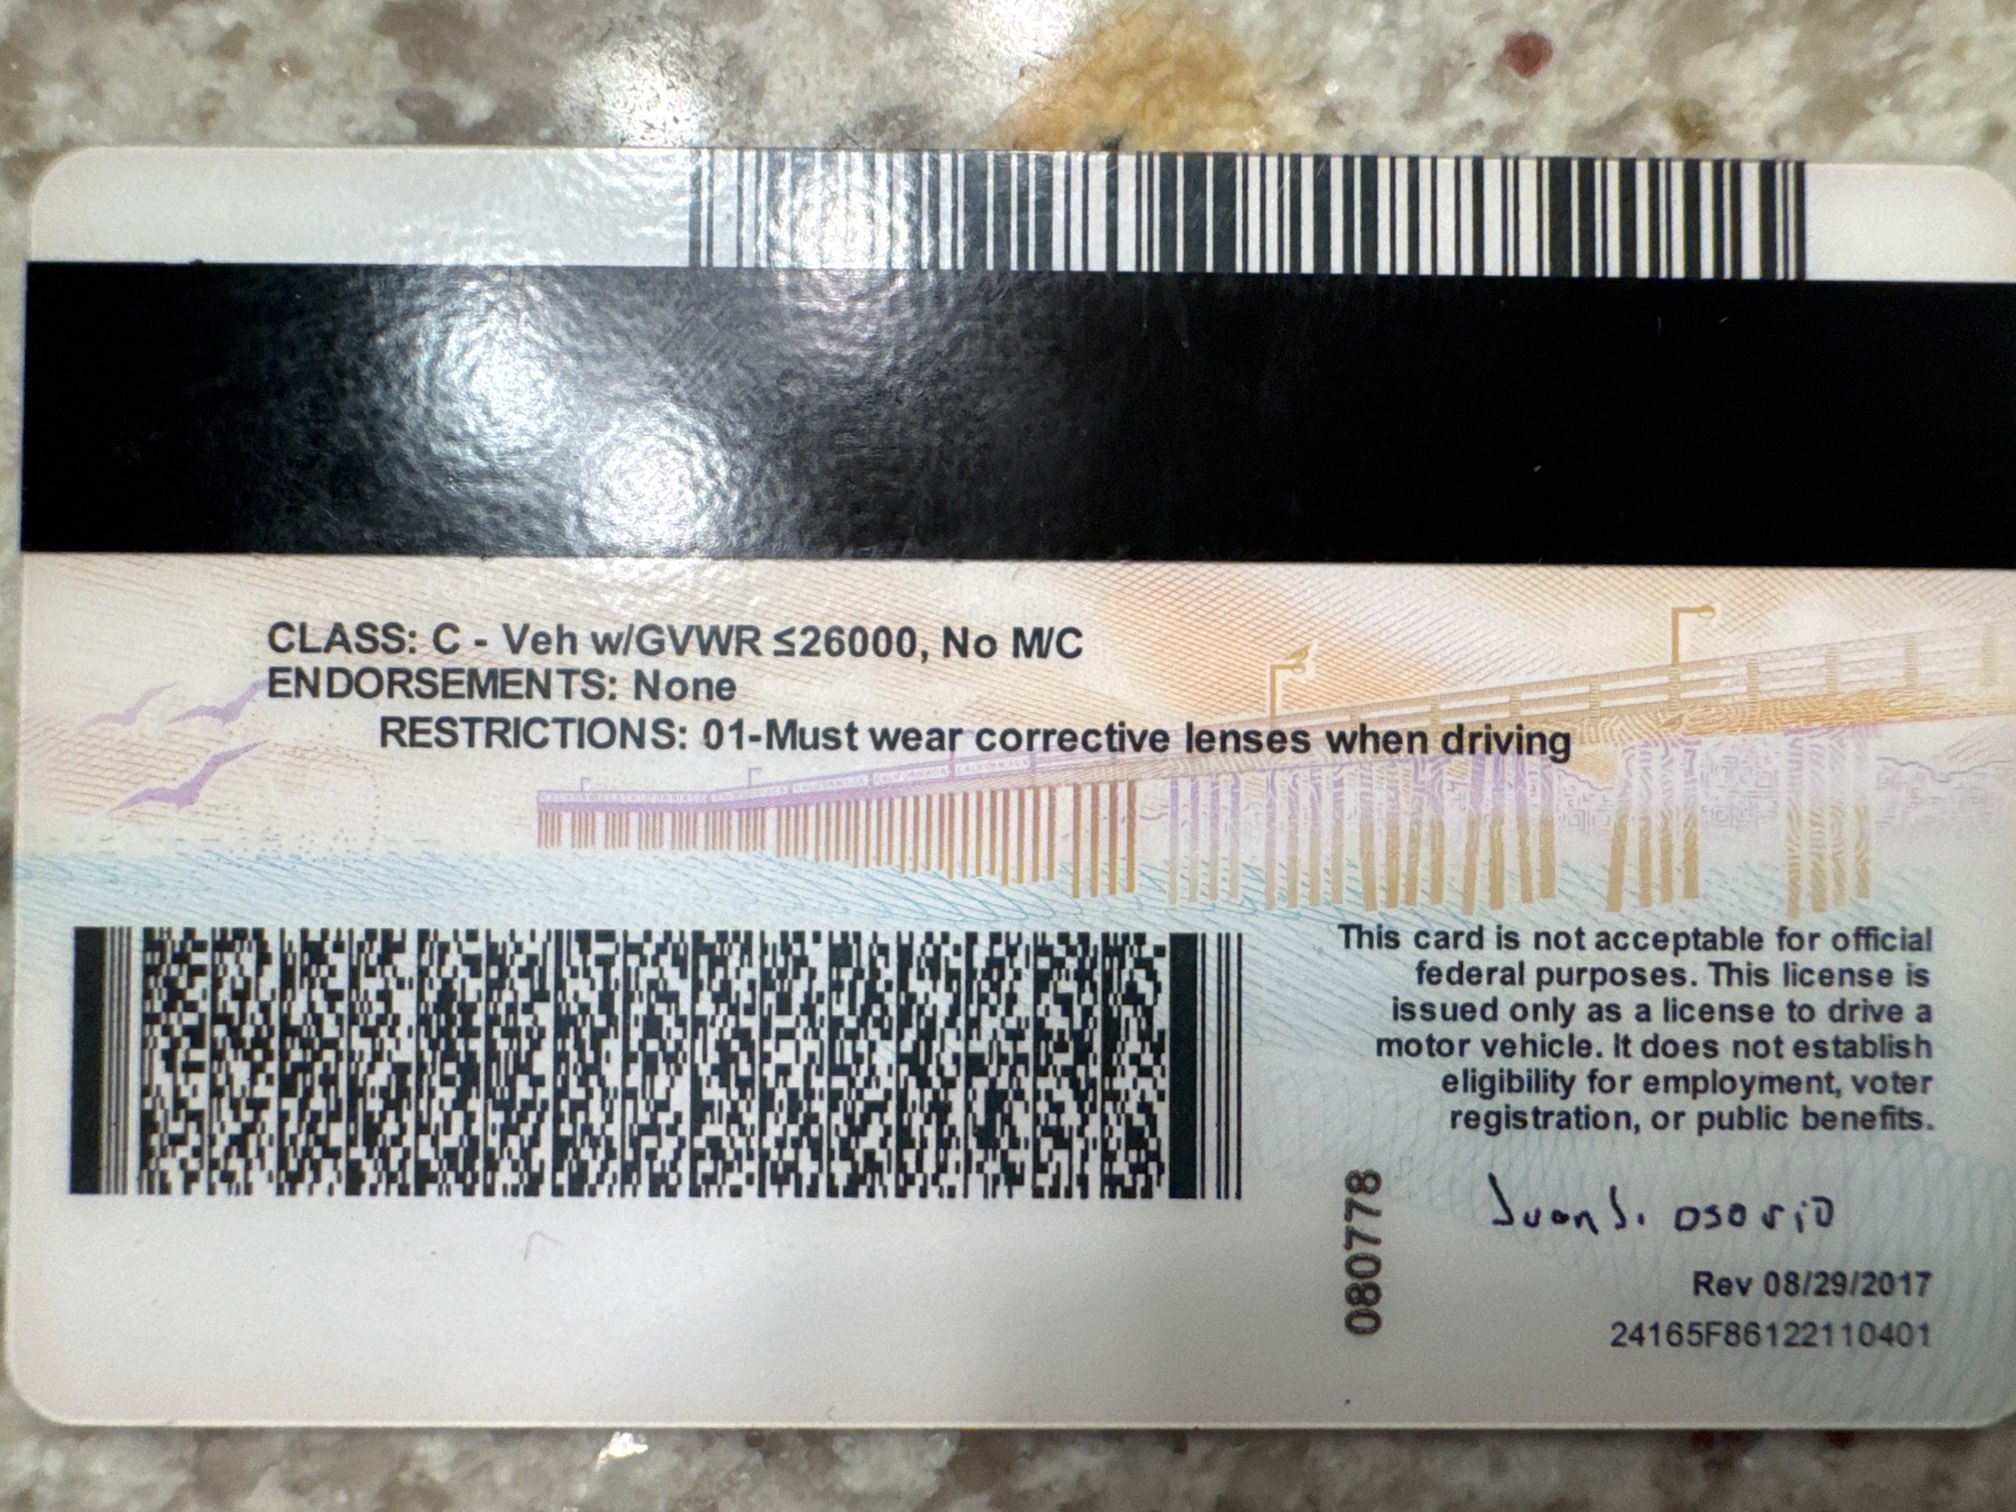 CLASS: C - Veh w/GVWR ≤26000, No M/C
ENDORSEMENTS: None
RESTRICTIONS: 01-Must wear corrective lenses when driving
This card is not acceptable for official
federal purposes. This license is
issued only as a license to drive a
motor vehicle. It does not establish
eligibility for employment, voter
registration, or public benefits.
080778
Juan S. osorio
Rev 08/29/2017
24165F86122110401